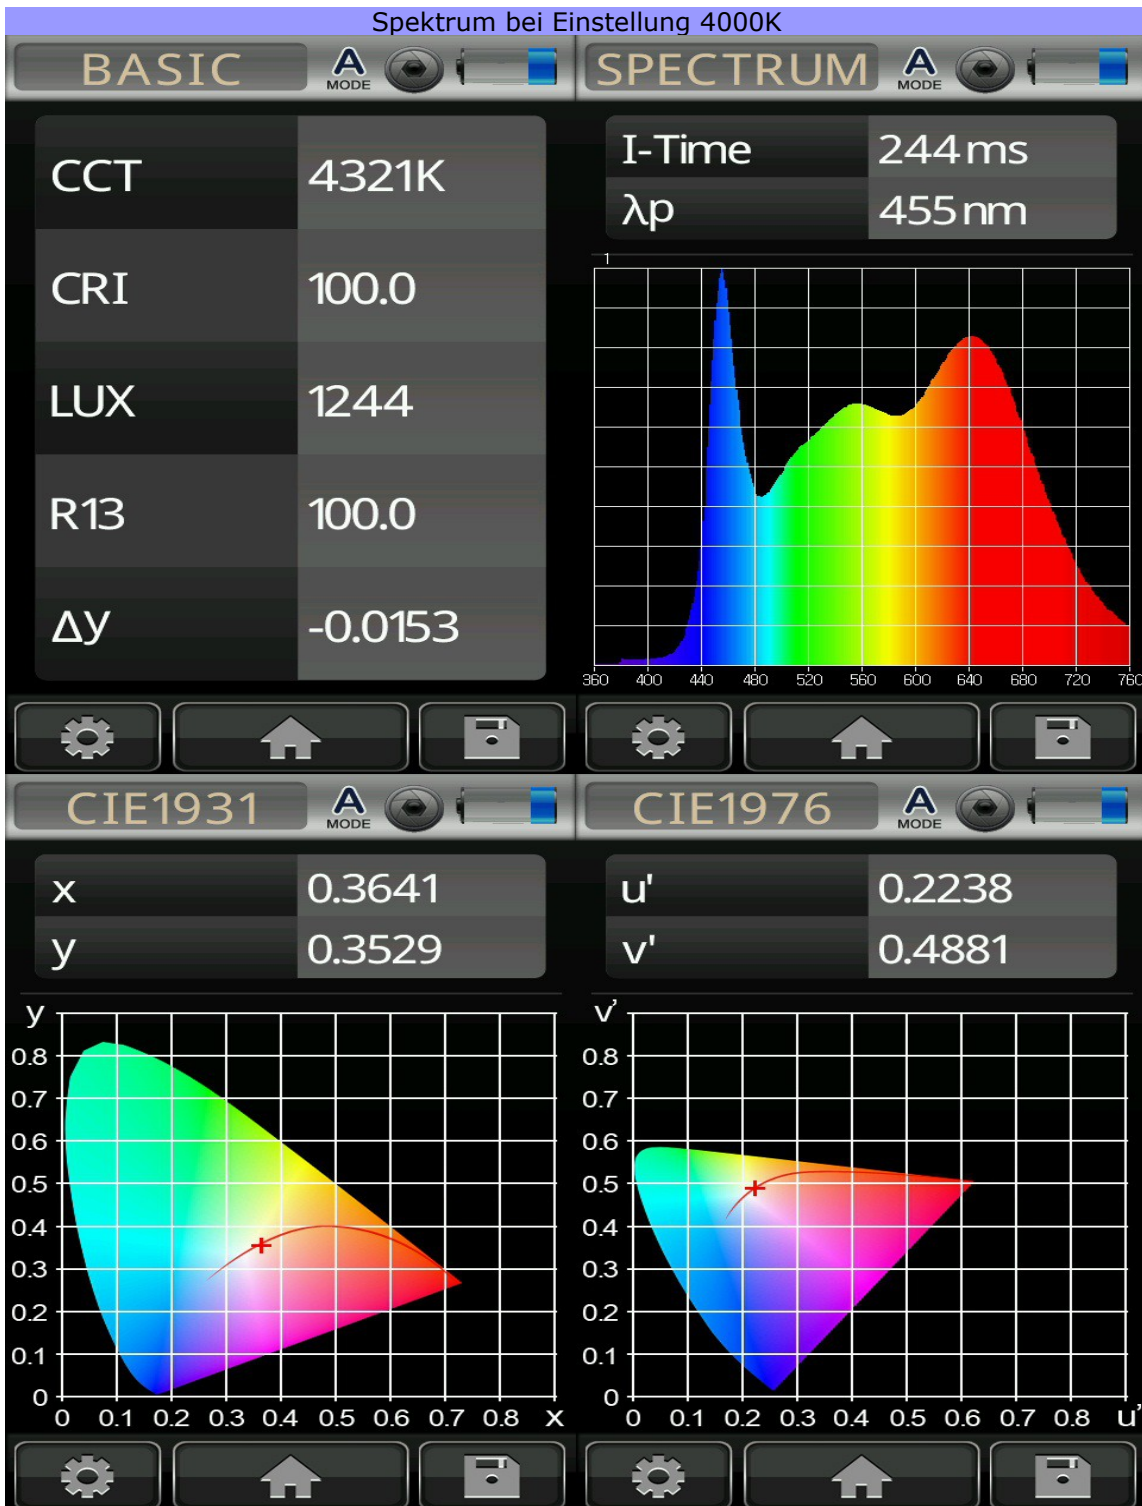 Spektrum bei Einstellung 4000K
BASIC
A
MODE
CCT 4321K
CRI 100.0
LUX 1244
R13 100.0
Δy -0.0153
SPECTRUM
A
MODE
I-Time 244 ms
λp 455 nm
1
360 400 440 480 520 560 600 640 680 720 760
CIE1931
A
MODE
x 0.3641
y 0.3529
y
0.8
0.7
0.6
0.5
0.4
0.3
0.2
0.1
0
0 0.1 0.2 0.3 0.4 0.5 0.6 0.7 0.8 x
CIE1976
A
MODE
u' 0.2238
v' 0.4881
v'
0.8
0.7
0.6
0.5
0.4
0.3
0.2
0.1
0
0 0.1 0.2 0.3 0.4 0.5 0.6 0.7 0.8 u'